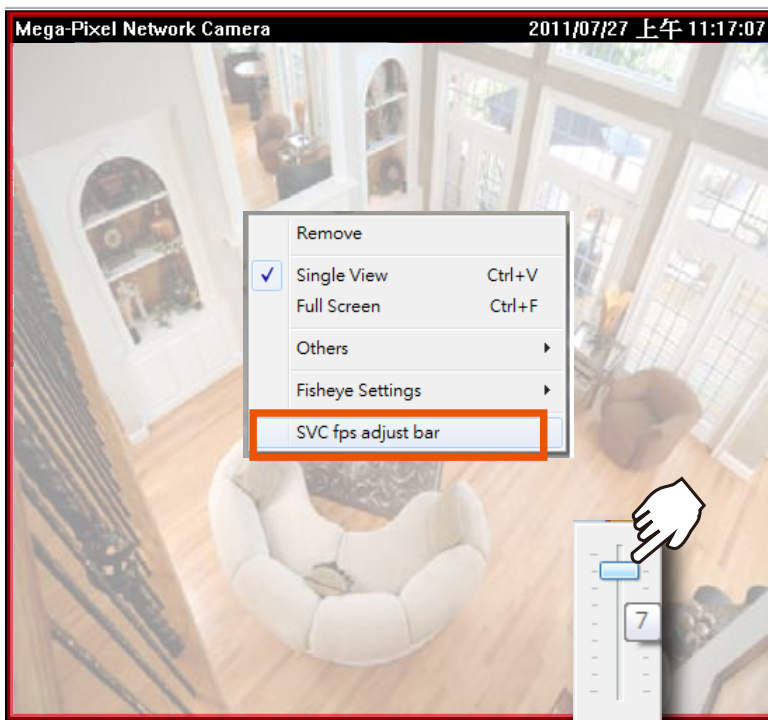 Mega-Pixel Network Camera 2011/07/27 上午 11:17:07
Remove
Single View Ctrl+V
Full Screen Ctrl+F
Others
Fisheye Settings
SVC fps adjust bar
7